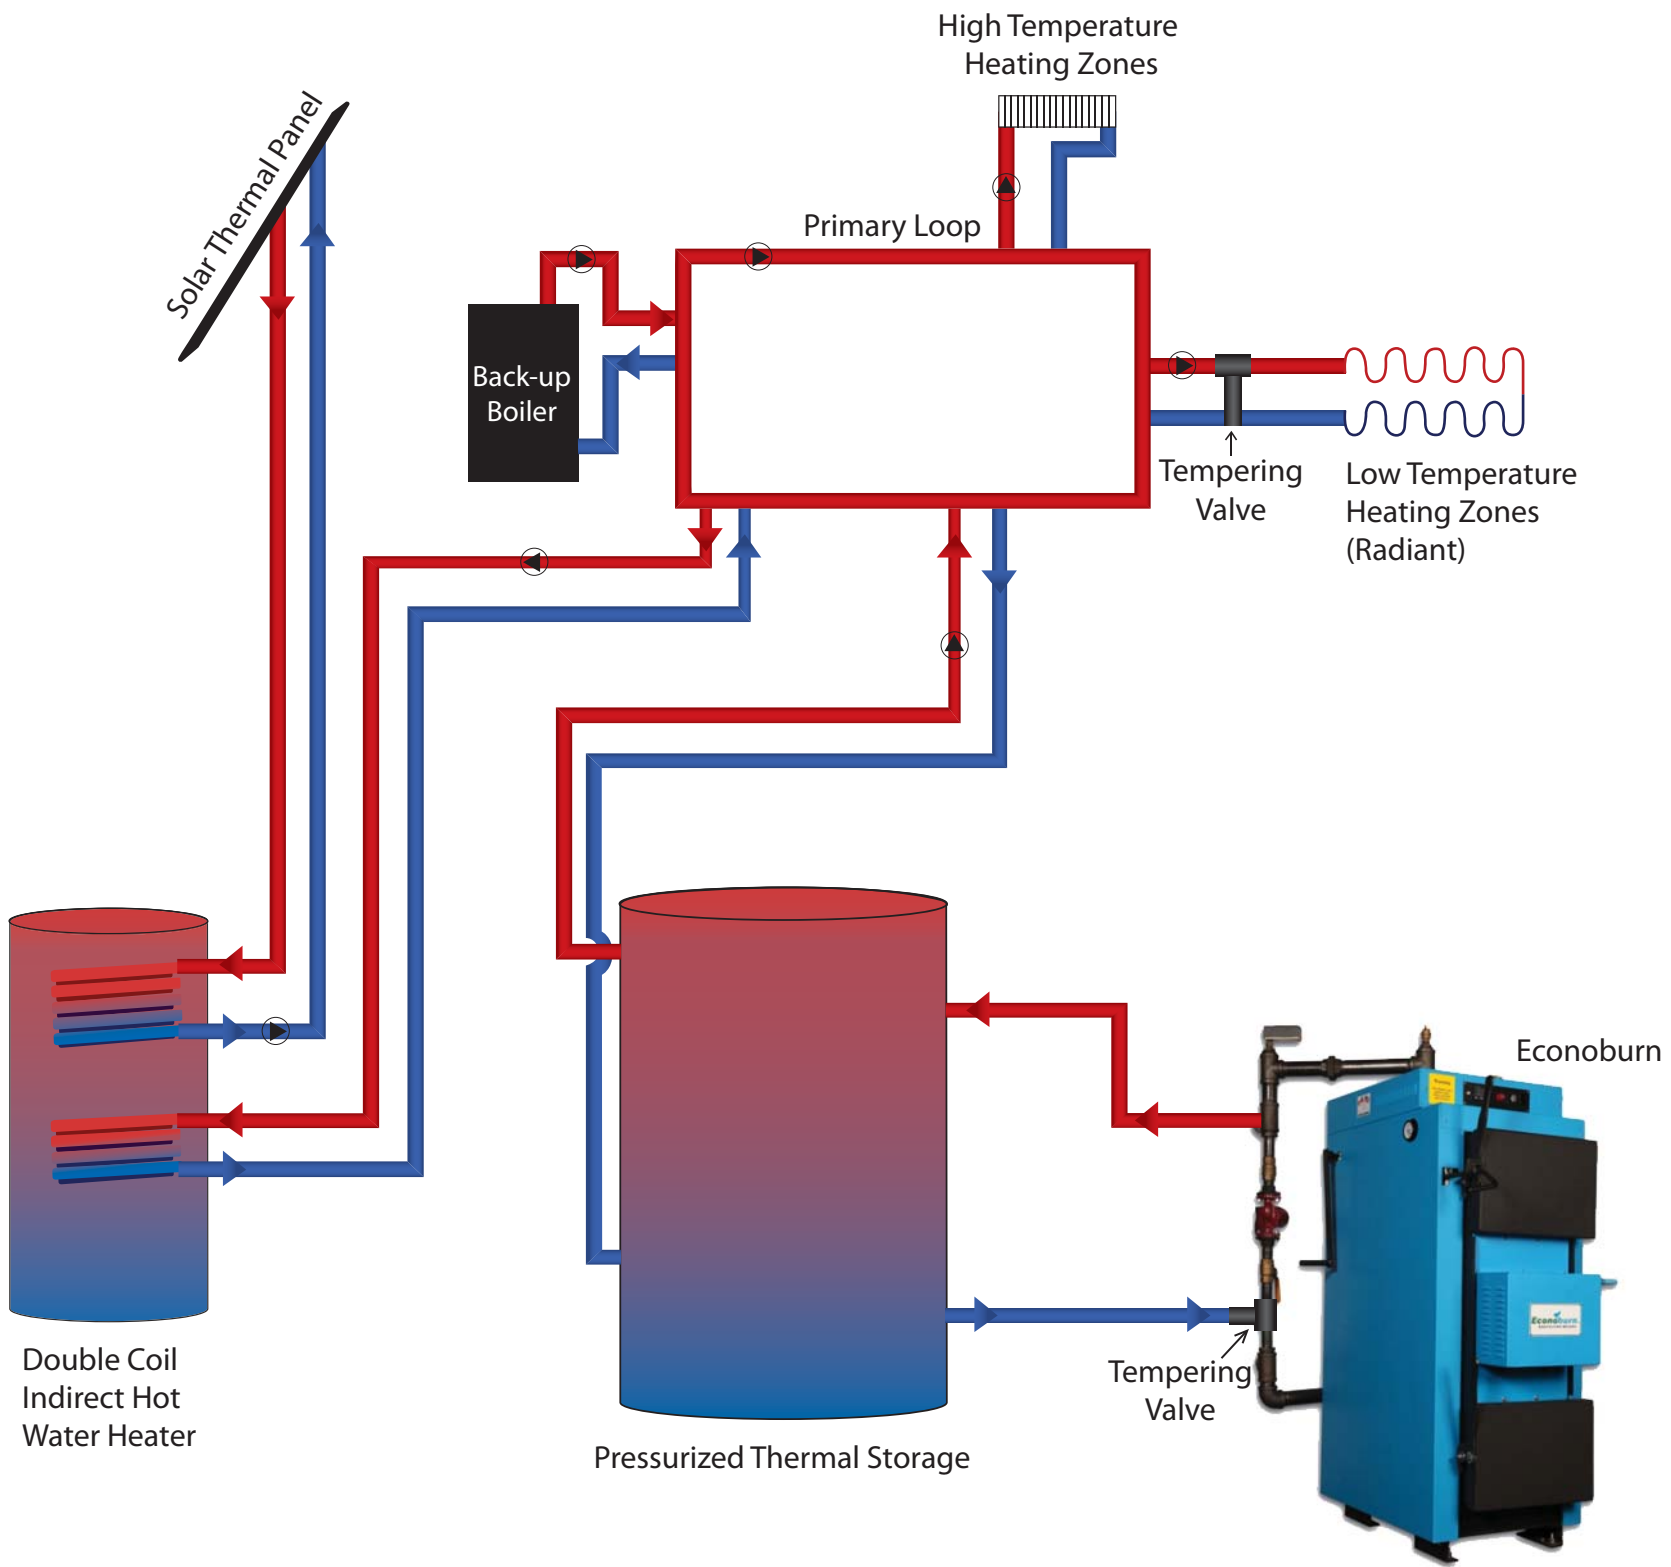 High Temperature
Heating Zones
Solar Thermal Panel
Primary Loop
Back-up
Boiler
Tempering
Valve
Low Temperature
Heating Zones
(Radiant)
Econoburn
Econoburn
Tempering
Valve
Double Coil
Indirect Hot
Water Heater
Pressurized Thermal Storage